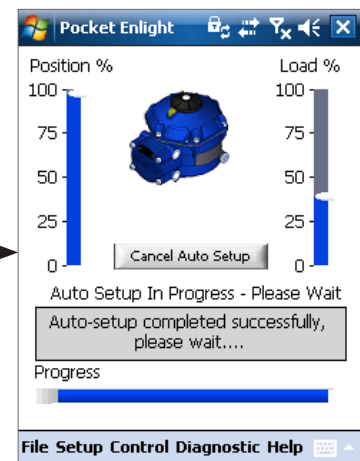 Pocket Enlight
Position %
Load %
100
75
50
25
0
100
75
50
25
0
Cancel Auto Setup
Auto Setup In Progress - Please Wait
Auto-setup completed successfully,
please wait....
Progress
File Setup Control Diagnostic Help